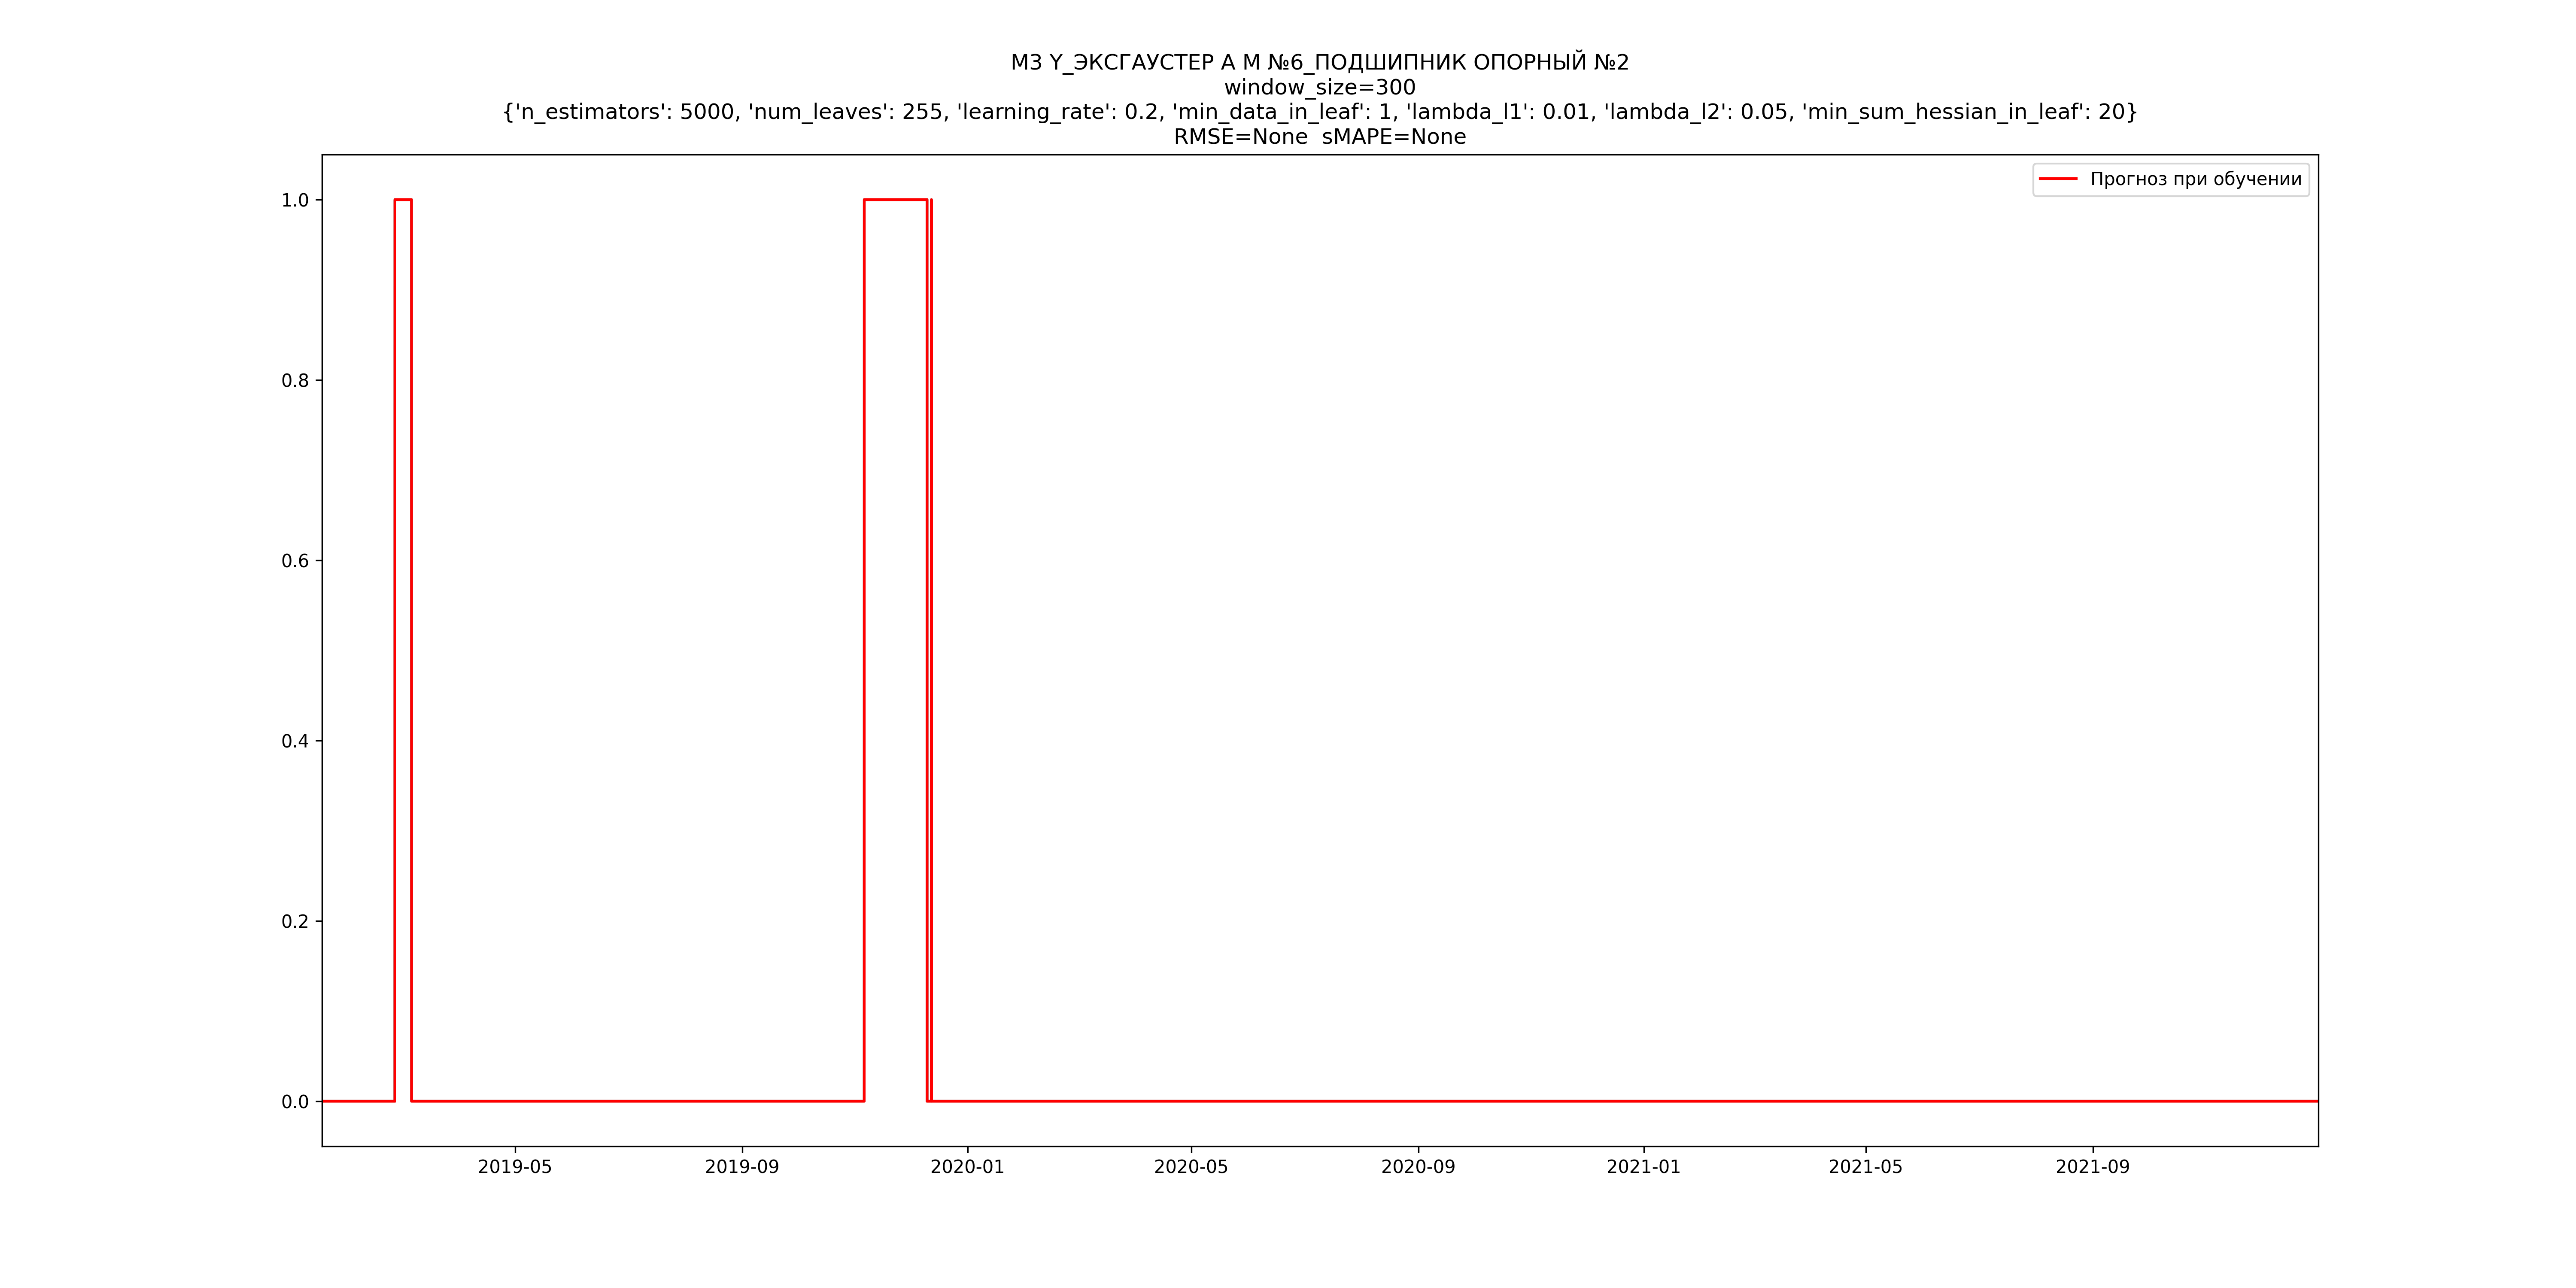 М3 Y_ЭКСГАУСТЕР А М №6_ПОДШИПНИК ОПОРНЫЙ №2
window_size=300
{'n_estimators': 5000, 'num_leaves': 255, 'learning_rate': 0.2, 'min_data_in_leaf': 1, 'lambda_l1': 0.01, 'lambda_l2': 0.05, 'min_sum_hessian_in_leaf': 20}
RMSE=None  sMAPE=None
Прогноз при обучении
1.0
0.8
0.6
0.4
0.2
0.0
2019-05
2019-09
2020-01
2020-05
2020-09
2021-01
2021-05
2021-09